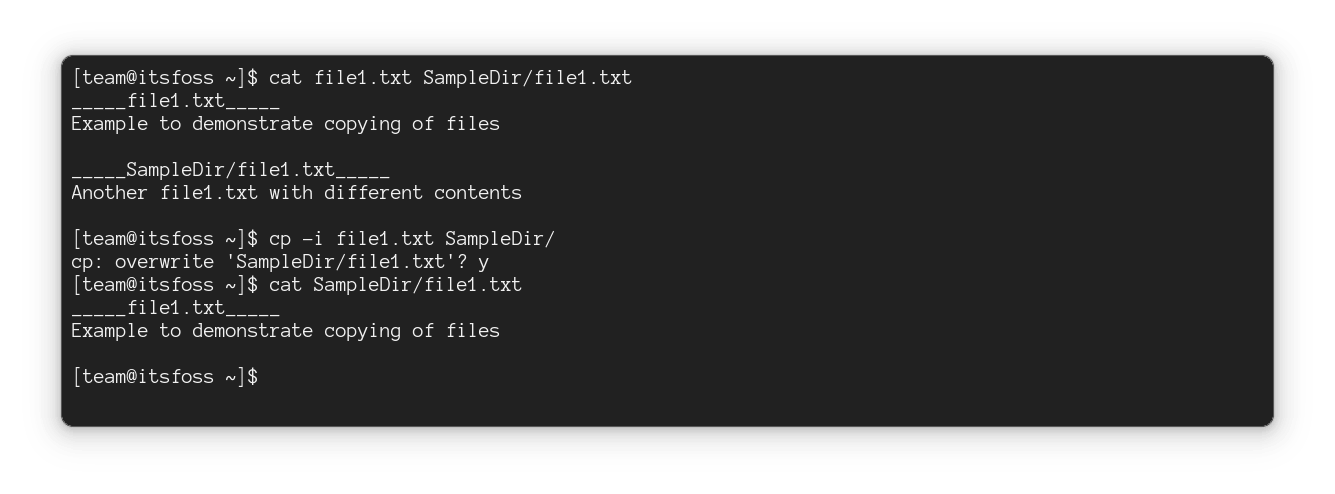 [team@itsfoss ~]$ cat file1.txt SampleDir/file1.txt
_____file1.txt_____
Example to demonstrate copying of files
_____SampleDir/file1.txt_____
Another file1.txt with different contents
[team@itsfoss ~]$ cp -i file1.txt SampleDir/
cp: overwrite 'SampleDir/file1.txt'? y
[team@itsfoss ~]$ cat SampleDir/file1.txt
_____file1.txt_____
Example to demonstrate copying of files
[team@itsfoss ~]$